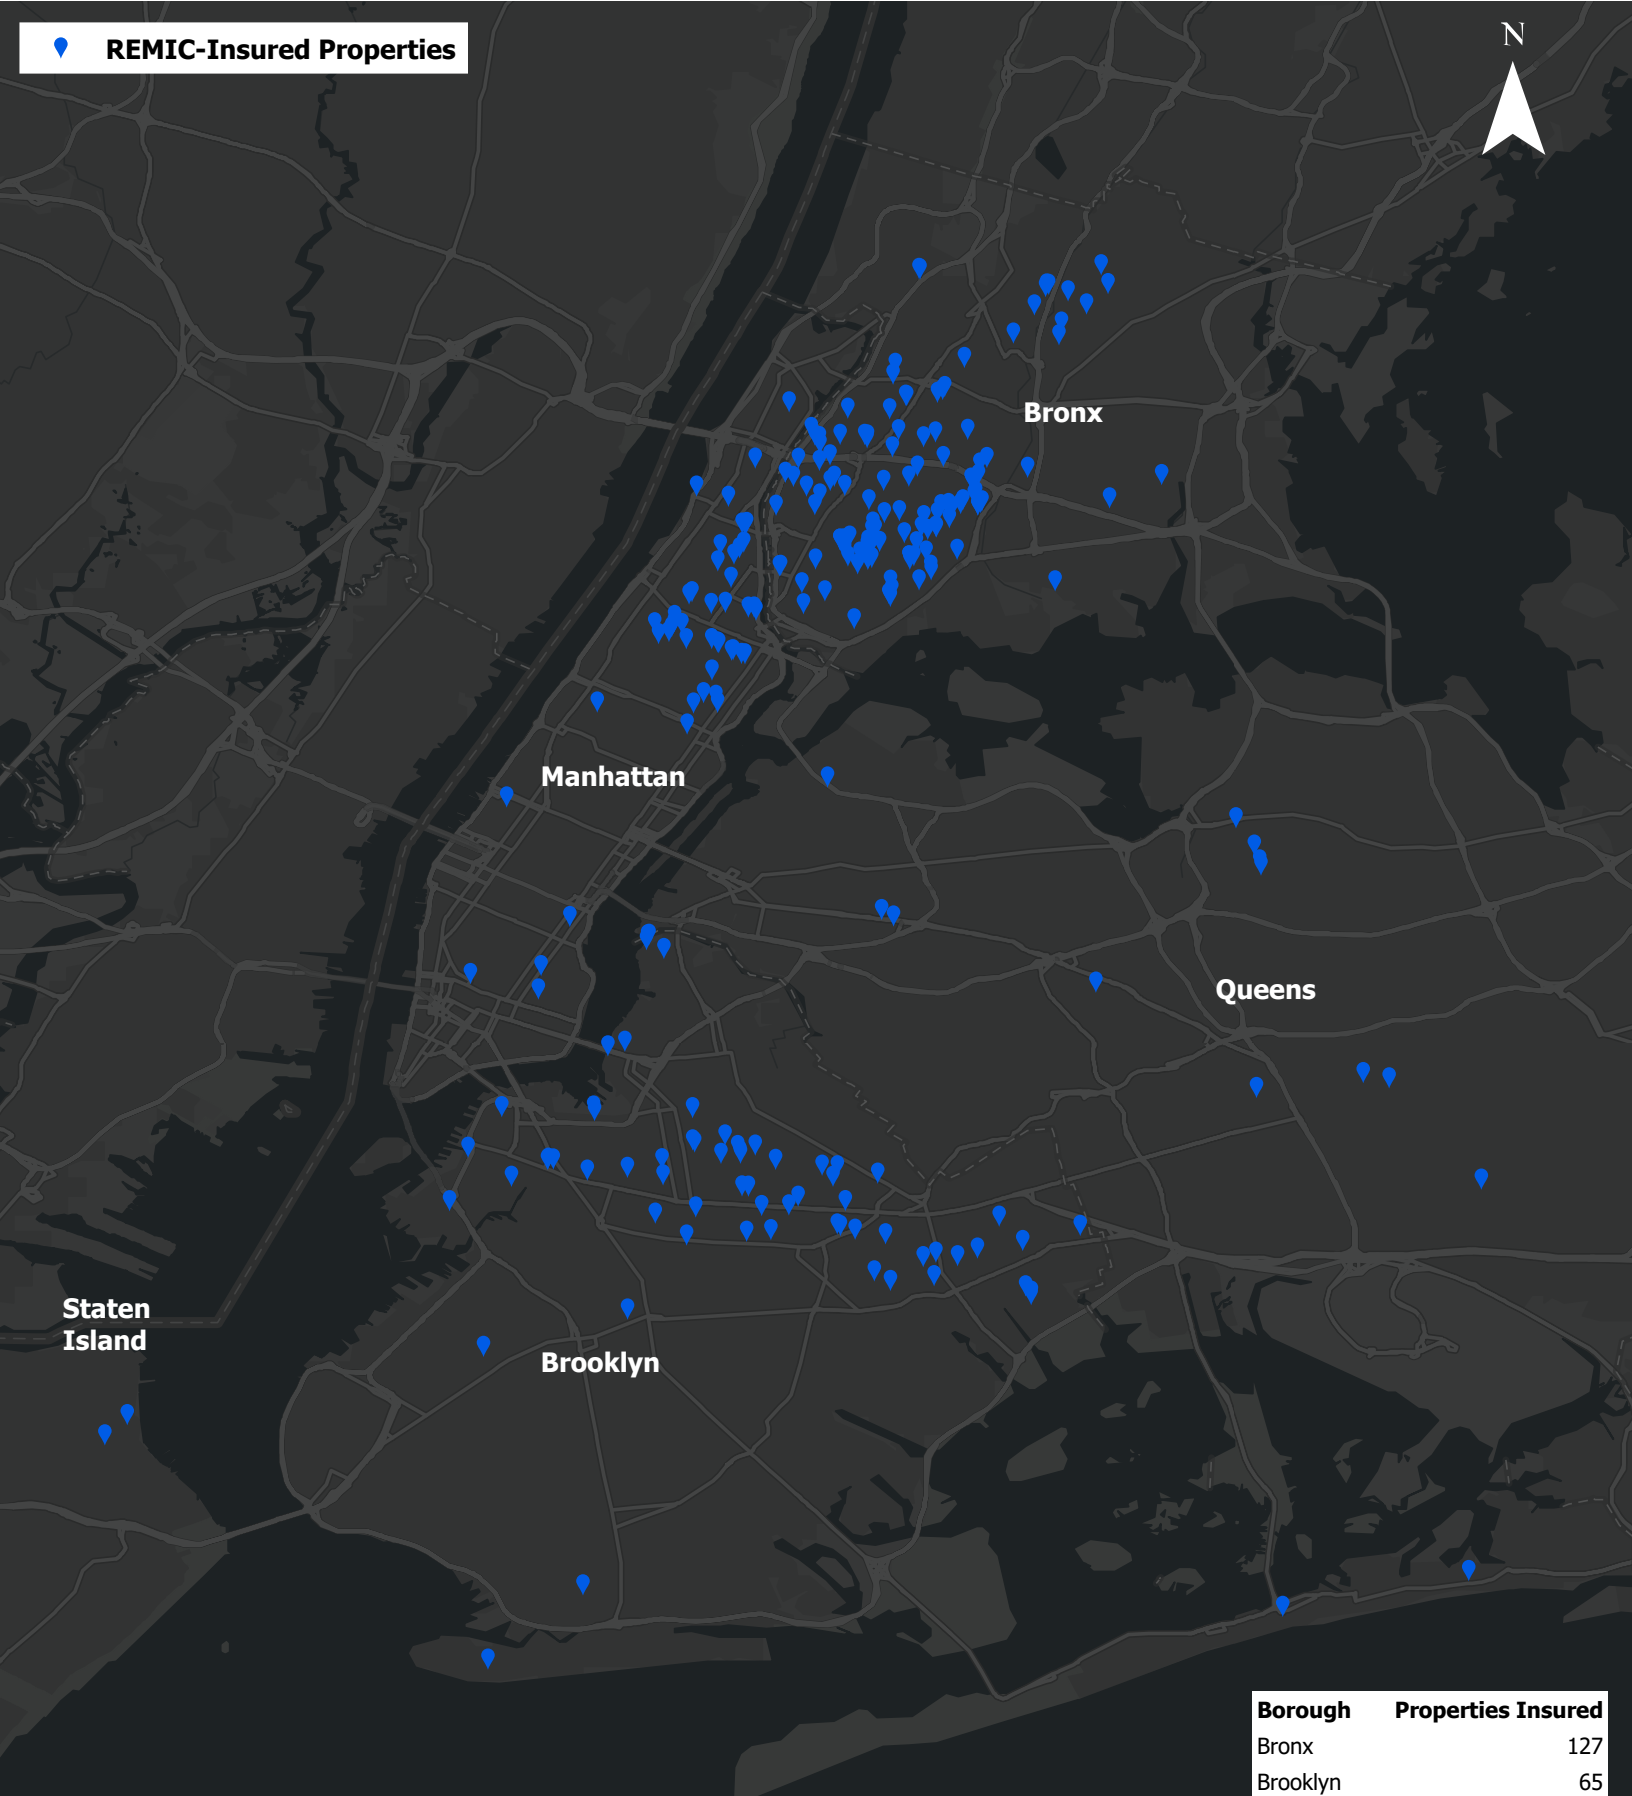 REMIC-Insured Properties
N
Bronx
Manhattan
Queens
Staten
Island
Brooklyn
Borough Properties Insured
Bronx 127
Brooklyn 65